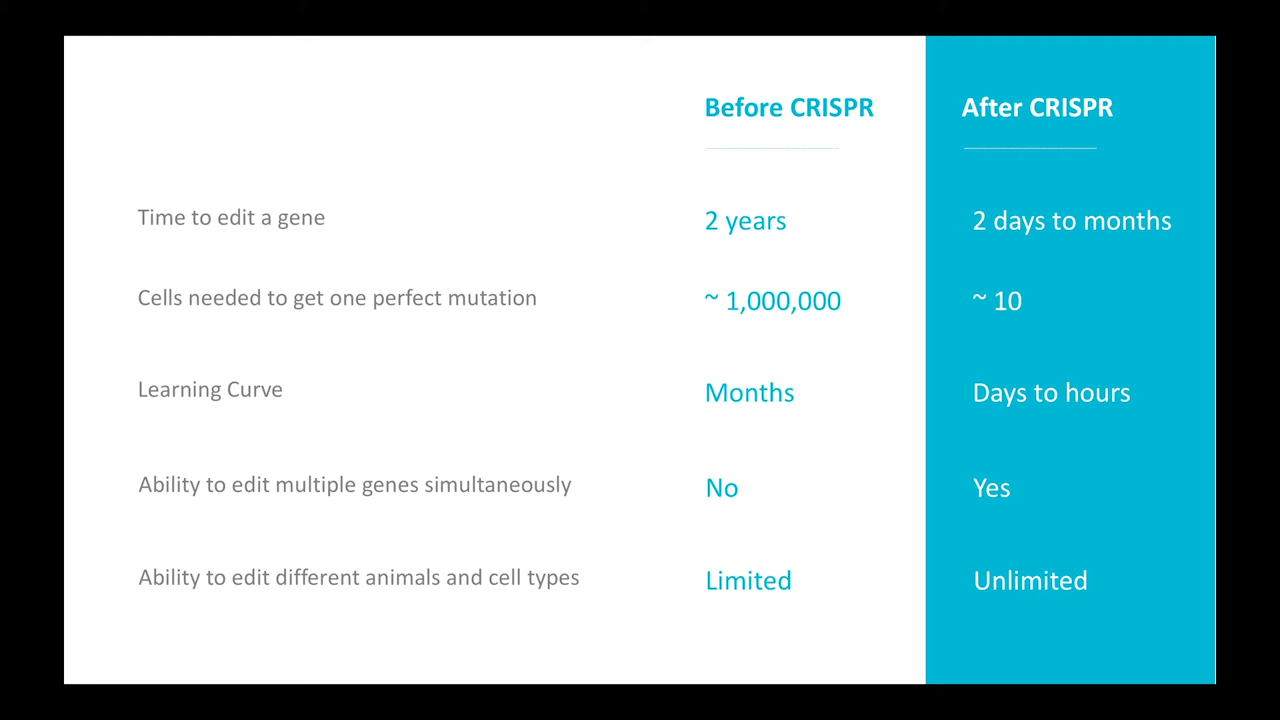 Before CRISPR After CRISPR
Time to edit a gene 2 years 2 days to months
Cells needed to get one perfect mutation ~ 1,000,000 ~ 10
Learning Curve Months Days to hours
Ability to edit multiple genes simultaneously No Yes
Ability to edit different animals and cell types Limited Unlimited